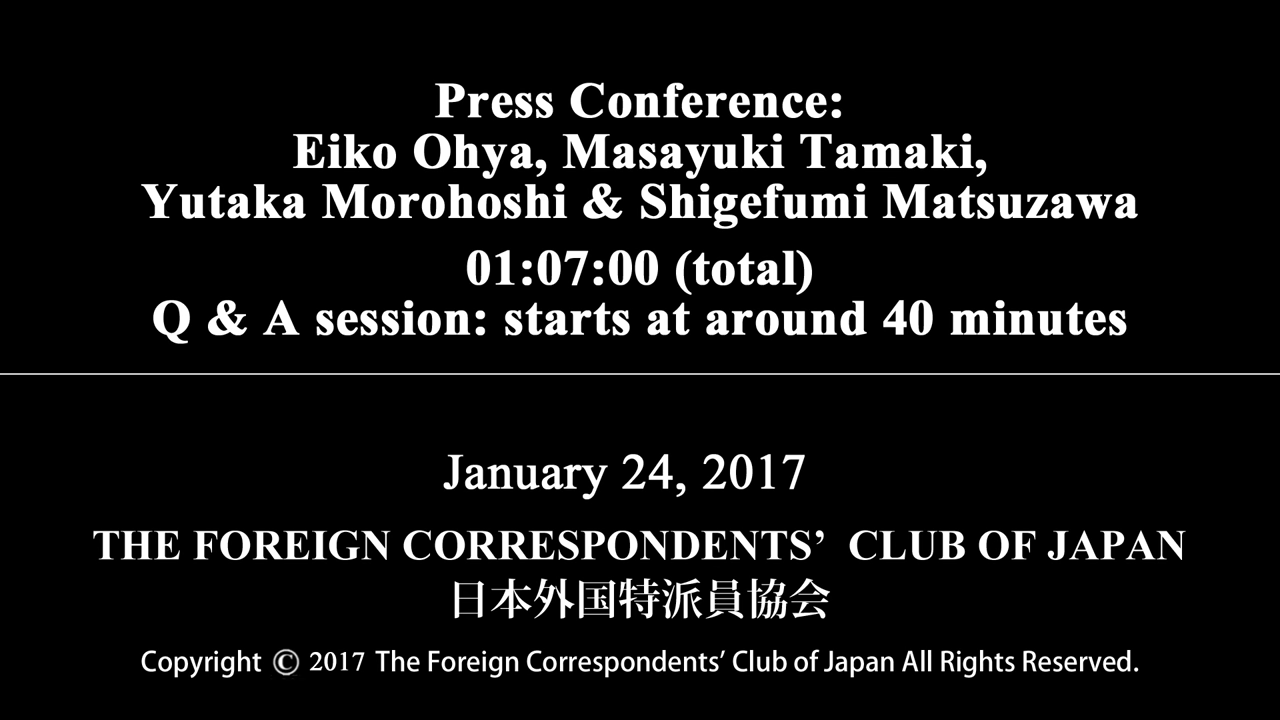 Press Conference:
Eiko Ohya, Masayuki Tamaki,
Yutaka Morohoshi & Shigefumi Matsuzawa
01:07:00 (total)
Q & A session: starts at around 40 minutes
January 24, 2017
THE FOREIGN CORRESPONDENTS’ CLUB OF JAPAN
日本外国特派員協会
Copyright © 2017 The Foreign Correspondents’ Club of Japan All Rights Reserved.